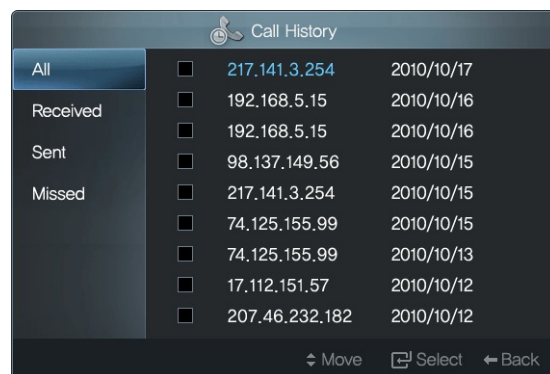 Call History
All
Received
Sent
Missed
217.141.3.254 2010/10/17
192.168.5.15 2010/10/16
192.168.5.15 2010/10/16
98.137.149.56 2010/10/15
217.141.3.254 2010/10/15
74.125.155.99 2010/10/15
74.125.155.99 2010/10/13
17.112.151.57 2010/10/12
207.46.232.182 2010/10/12
Move Select Back